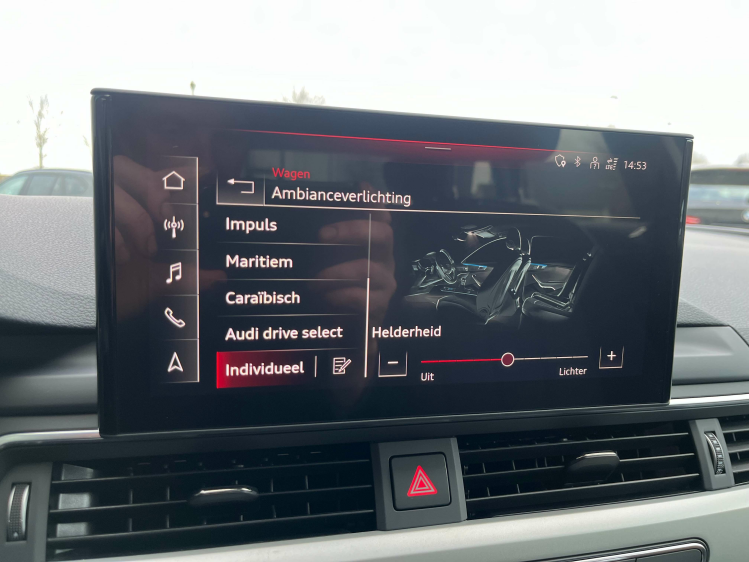 Wagen
Ambianceverlichting
14:53
Impuls
Maritiem
Caraïbisch
Audi drive select
Individueel
Helderheid
Uit
Lichter